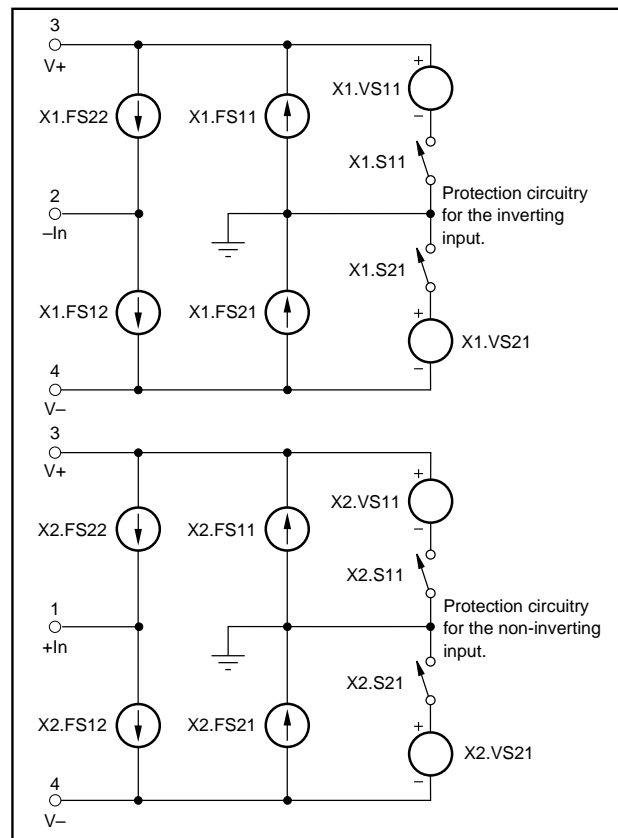 3
V+
X1.FS22
X1.FS11
+
X1.VS11
–
X1.S11
2
–In
Protection circuitry
for the inverting
input.
X1.S21
X1.FS12
X1.FS21
+
X1.VS21
–
4
V–
3
V+
X2.FS22
X2.FS11
+
X2.VS11
–
X2.S11
1
+In
Protection circuitry
for the non-inverting
input.
X2.S21
X2.FS12
X2.FS21
+
X2.VS21
–
4
V–